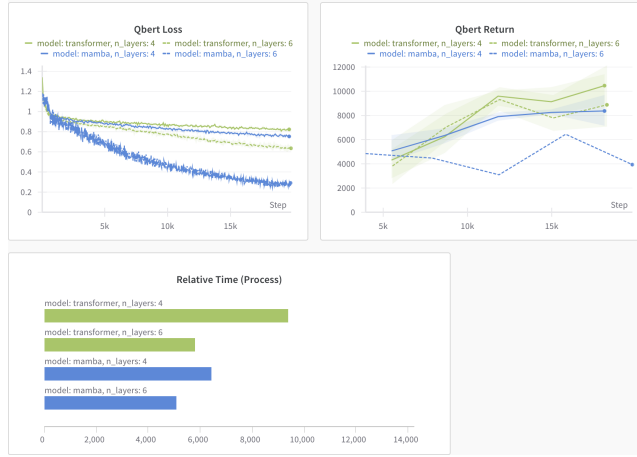 Qbert Loss
model: transformer, n_layers: 4 model: transformer, n_layers: 6
model: mamba, n_layers: 4 model: mamba, n_layers: 6
1.4
1.2
1
0.8
0.6
0.4
0.2
0
Step
5k 10k 15k
Qbert Return
model: transformer, n_layers: 4 model: transformer, n_layers: 6
model: mamba, n_layers: 4 model: mamba, n_layers: 6
12000
10000
8000
6000
4000
2000
0
Step
5k 10k 15k
Relative Time (Process)
model: transformer, n_layers: 4
model: transformer, n_layers: 6
model: mamba, n_layers: 4
model: mamba, n_layers: 6
0 2,000 4,000 6,000 8,000 10,000 12,000 14,000